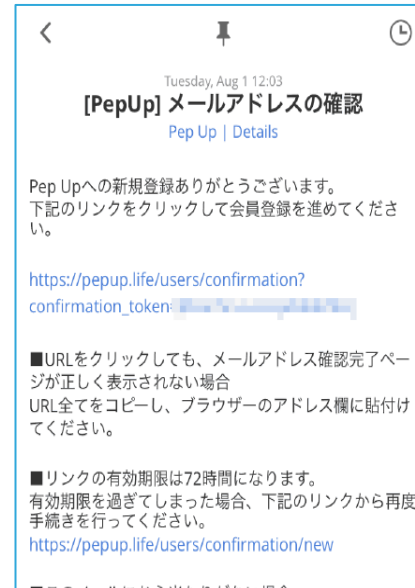 Tuesday, Aug 1 12:03
[PepUp] メールアドレスの確認
Pep Up | Details
Pep Upへの新規登録ありがとうございます。
下記のリンクをクリックして会員登録を進めてくださ
い。
https://pepup.life/users/confirmation?
confirmation_token=
■URLをクリックしても、メールアドレス確認完了ペー
ジが正しく表示されない場合
URL全てをコピーし、ブラウザーのアドレス欄に貼付け
てください。
■リンクの有効期限は72時間になります。
有効期限を過ぎてしまった場合、下記のリンクから再度
手続きを行ってください。
https://pepup.life/users/confirmation/new